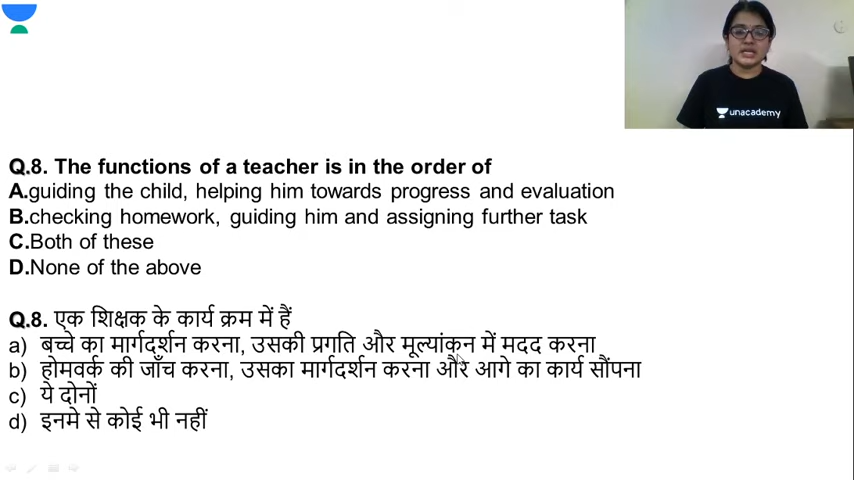 unacademy
Q.8. The functions of a teacher is in the order of
A.guiding the child, helping him towards progress and evaluation
B.checking homework, guiding him and assigning further task
C.Both of these
D.None of the above
Q.8. एक शिक्षक के कार्य क्रम में हैं
a) बच्चे का मार्गदर्शन करना, उसकी प्रगति और मूल्यांकन में मदद करना
b) होमवर्क की जाँच करना, उसका मार्गदर्शन करना और आगे का कार्य सौंपना
c) ये दोनों
d) इनमे से कोई भी नहीं